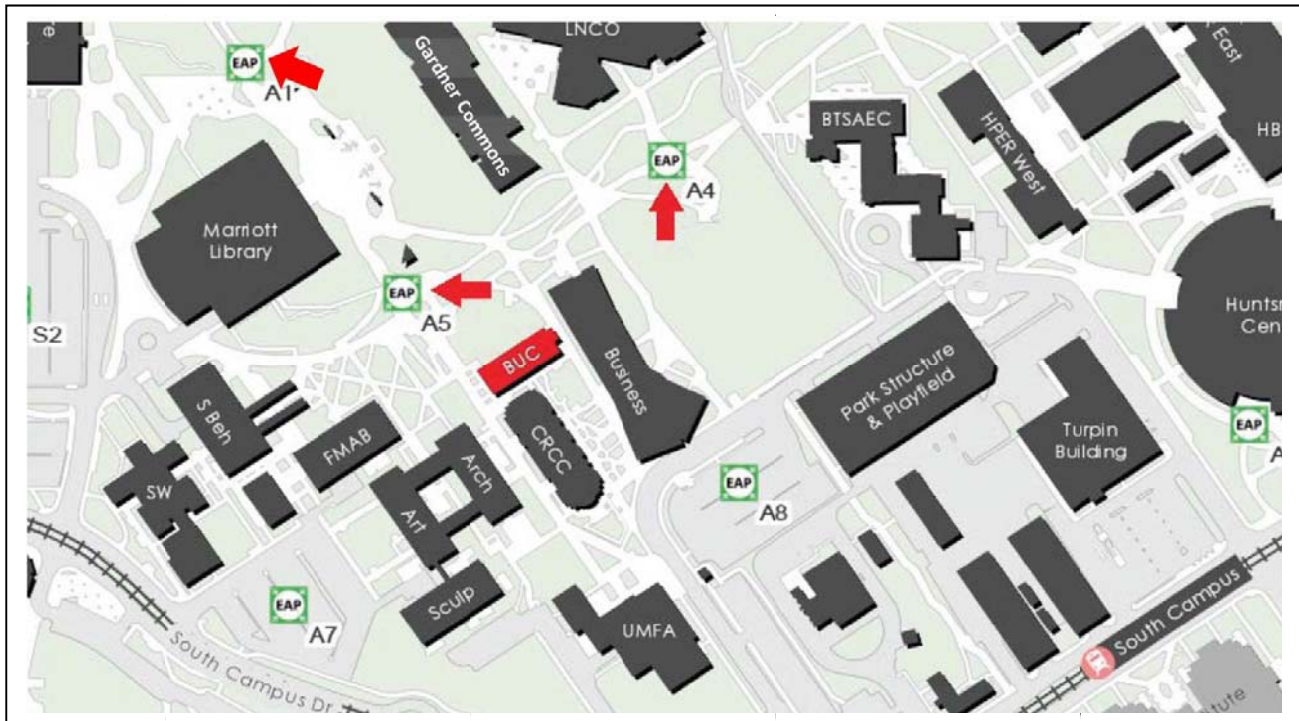 e
EAP
A1
Gardner Commons
LNCO
East
HB
BTSAEC
HPER West
EAP
A4
Marriott
Library
EAP
A5
S2
BUC
Business
Park Structure
& Playfield
Hunts
Cen
S Beh
FMAB
CRCC
Arch
Art
SW
Turpin
Building
EAP
A
EAP
A8
EAP
A7
Sculp
UMFA
South Campus
South Campus Dr
tute